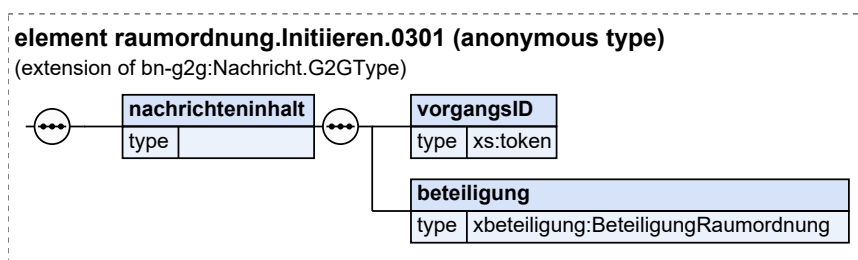 element raumordnung.Initiieren.0301 (anonymous type)
(extension of bn-g2g:Nachricht.G2GType)
nachrichteninhalt
type
vorgangsID
type xs:token
beteiligung
type xbeteiligung:BeteiligungRaumordnung